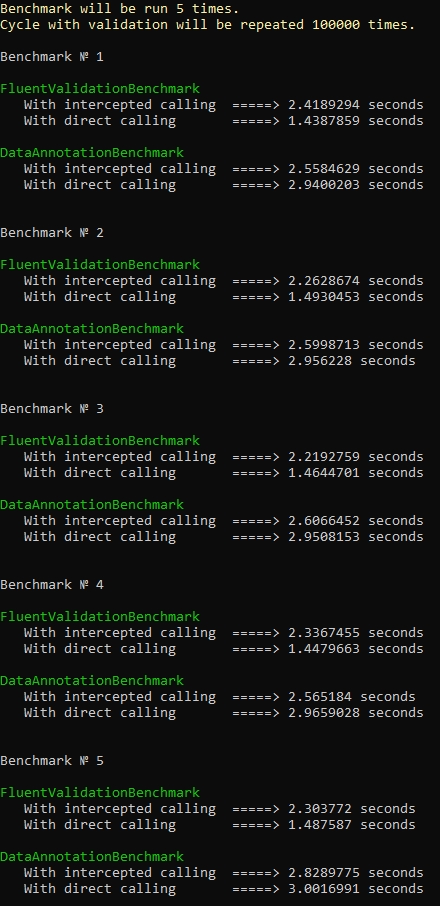 Benchmark will be run 5 times.
Cycle with validation will be repeated 100000 times.
Benchmark № 1
FluentValidationBenchmark
With intercepted calling =====> 2.4189294 seconds
With direct calling =====> 1.4387859 seconds
DataAnnotationBenchmark
With intercepted calling =====> 2.5584629 seconds
With direct calling =====> 2.9400203 seconds
Benchmark № 2
FluentValidationBenchmark
With intercepted calling =====> 2.2628674 seconds
With direct calling =====> 1.4930453 seconds
DataAnnotationBenchmark
With intercepted calling =====> 2.5998713 seconds
With direct calling =====> 2.956228 seconds
Benchmark № 3
FluentValidationBenchmark
With intercepted calling =====> 2.2192759 seconds
With direct calling =====> 1.4644701 seconds
DataAnnotationBenchmark
With intercepted calling =====> 2.6066452 seconds
With direct calling =====> 2.9508153 seconds
Benchmark № 4
FluentValidationBenchmark
With intercepted calling =====> 2.3367455 seconds
With direct calling =====> 1.4479663 seconds
DataAnnotationBenchmark
With intercepted calling =====> 2.565184 seconds
With direct calling =====> 2.9659028 seconds
Benchmark № 5
FluentValidationBenchmark
With intercepted calling =====> 2.303772 seconds
With direct calling =====> 1.487587 seconds
DataAnnotationBenchmark
With intercepted calling =====> 2.8289775 seconds
With direct calling =====> 3.0016991 seconds